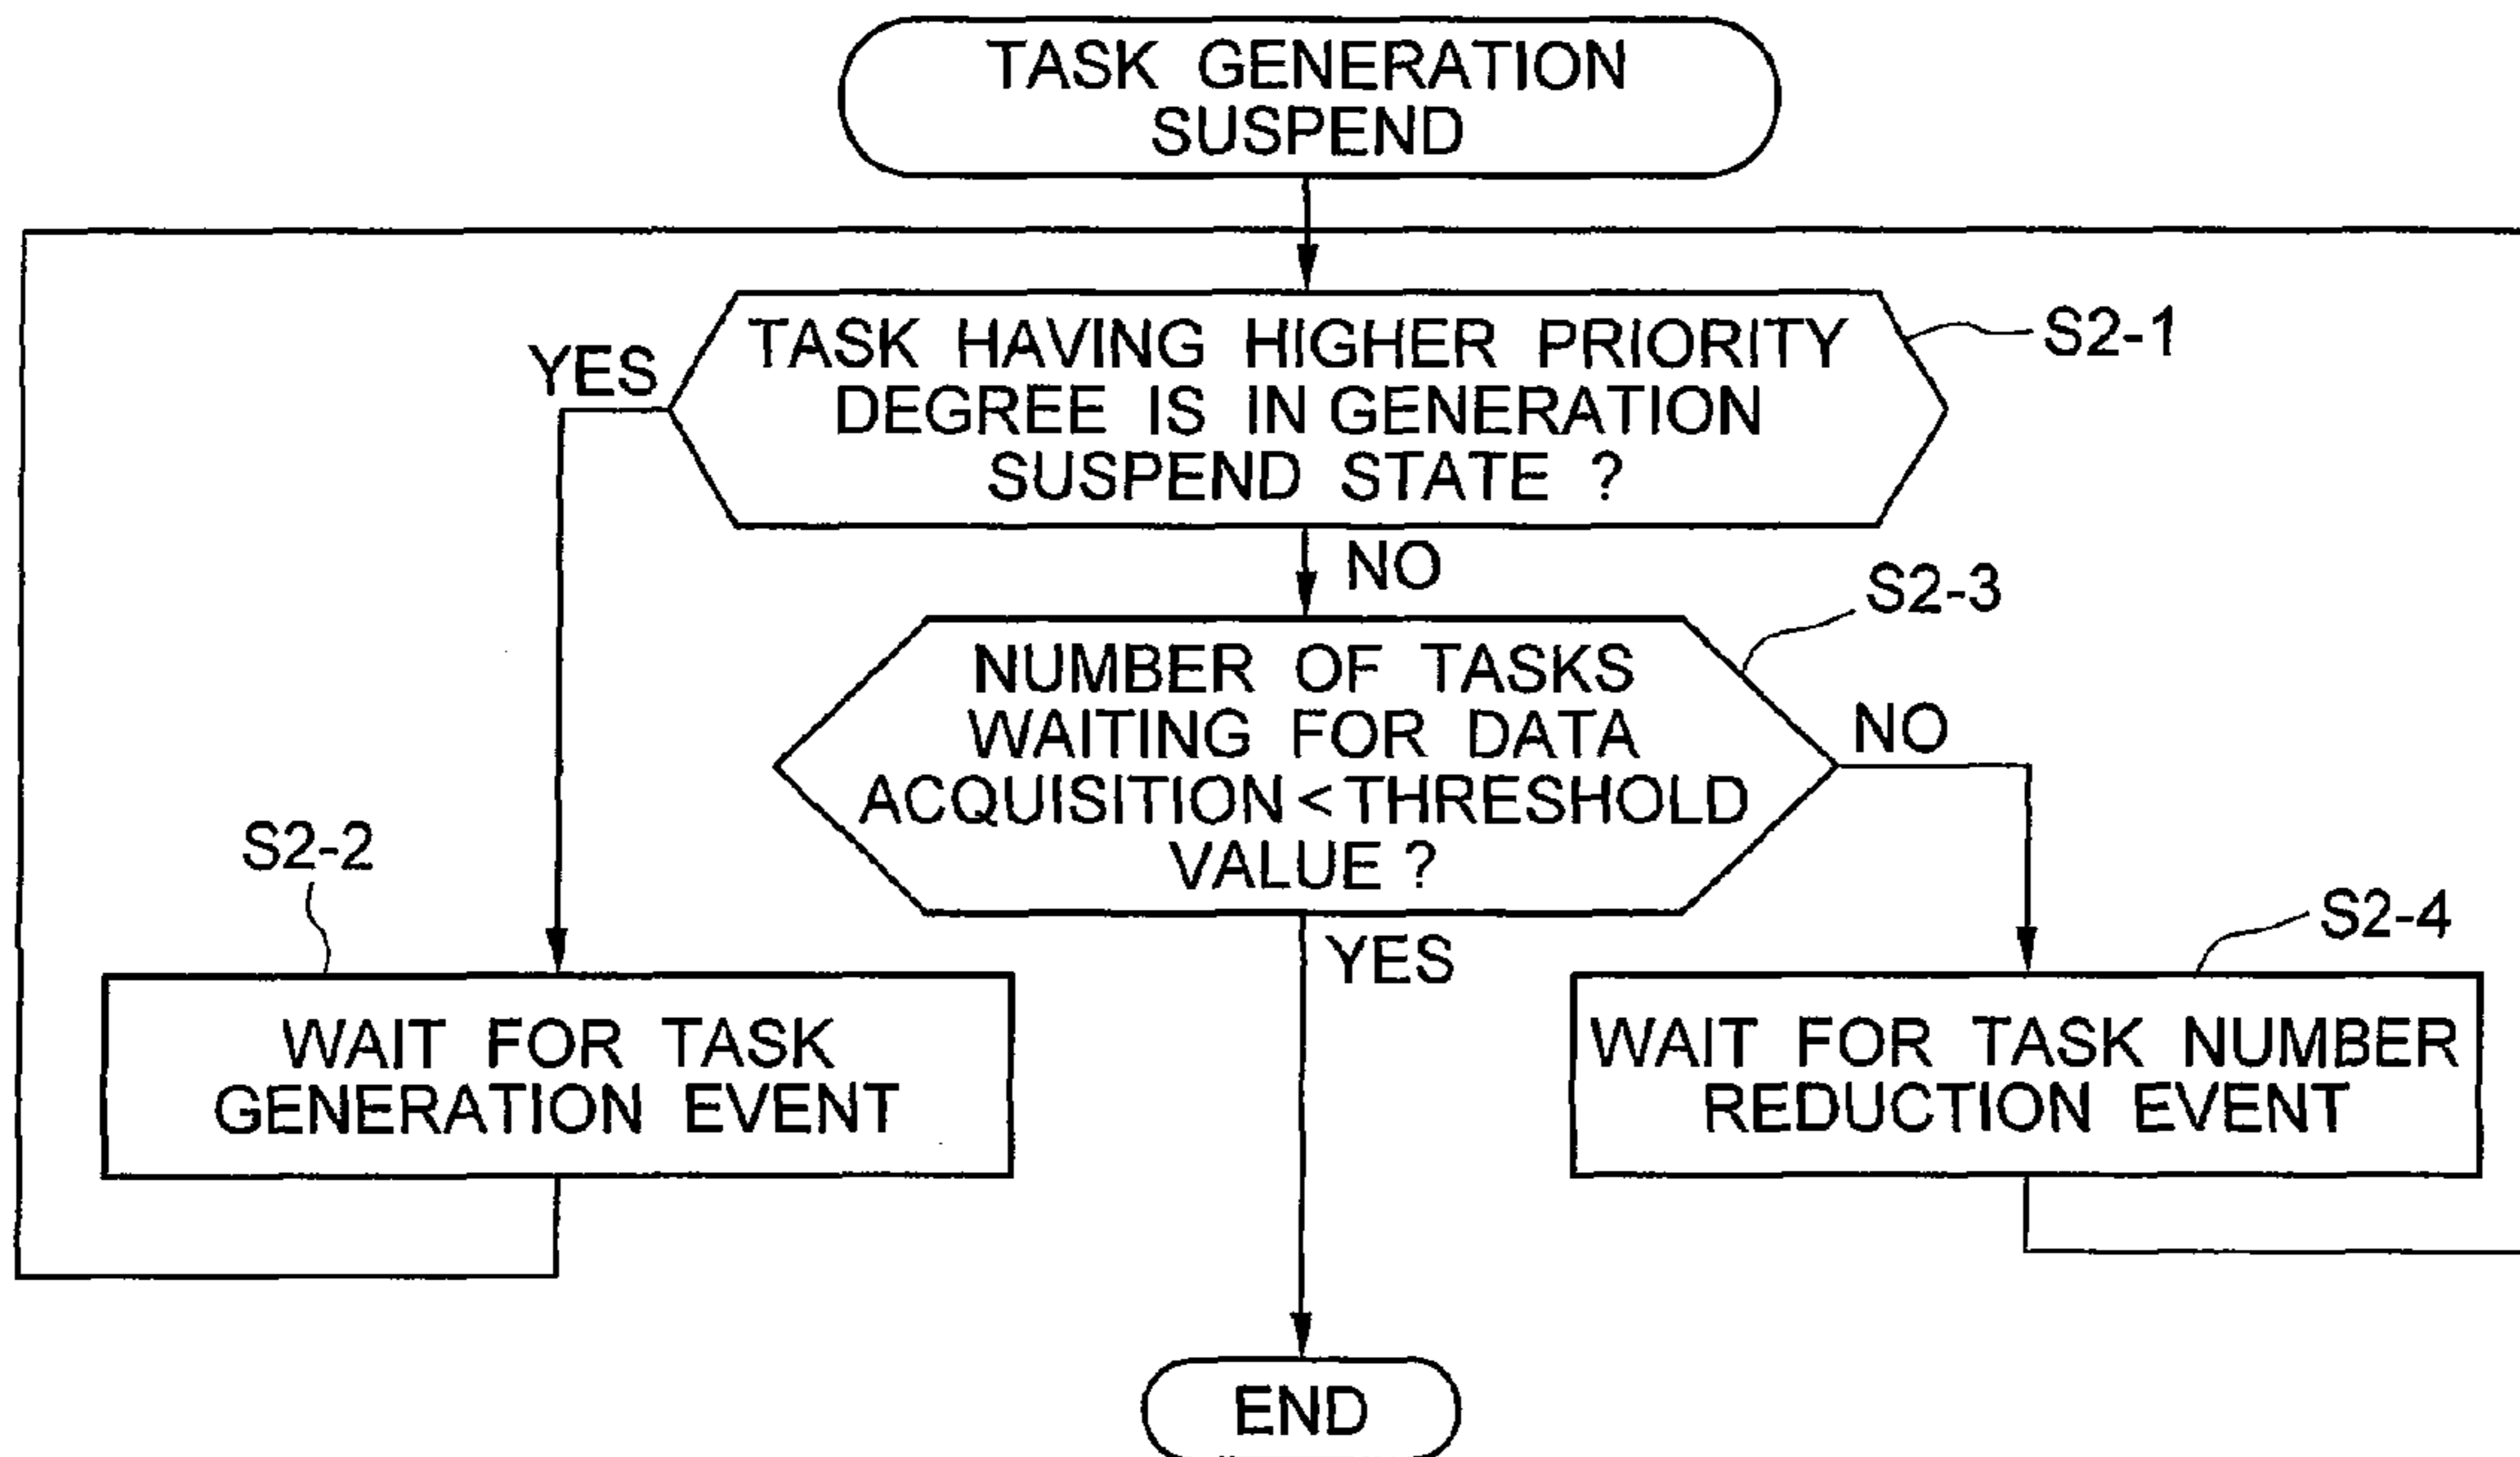 TASK GENERATION
SUSPEND
TASK HAVING HIGHER PRIORITY
DEGREE IS IN GENERATION
SUSPEND STATE ?
S2-1
YES
NO
S2-3
NUMBER OF TASKS
WAITING FOR DATA
ACQUISITION < THRESHOLD
VALUE ?
NO
S2-2
YES
S2-4
WAIT FOR TASK
GENERATION EVENT
WAIT FOR TASK NUMBER
REDUCTION EVENT
END